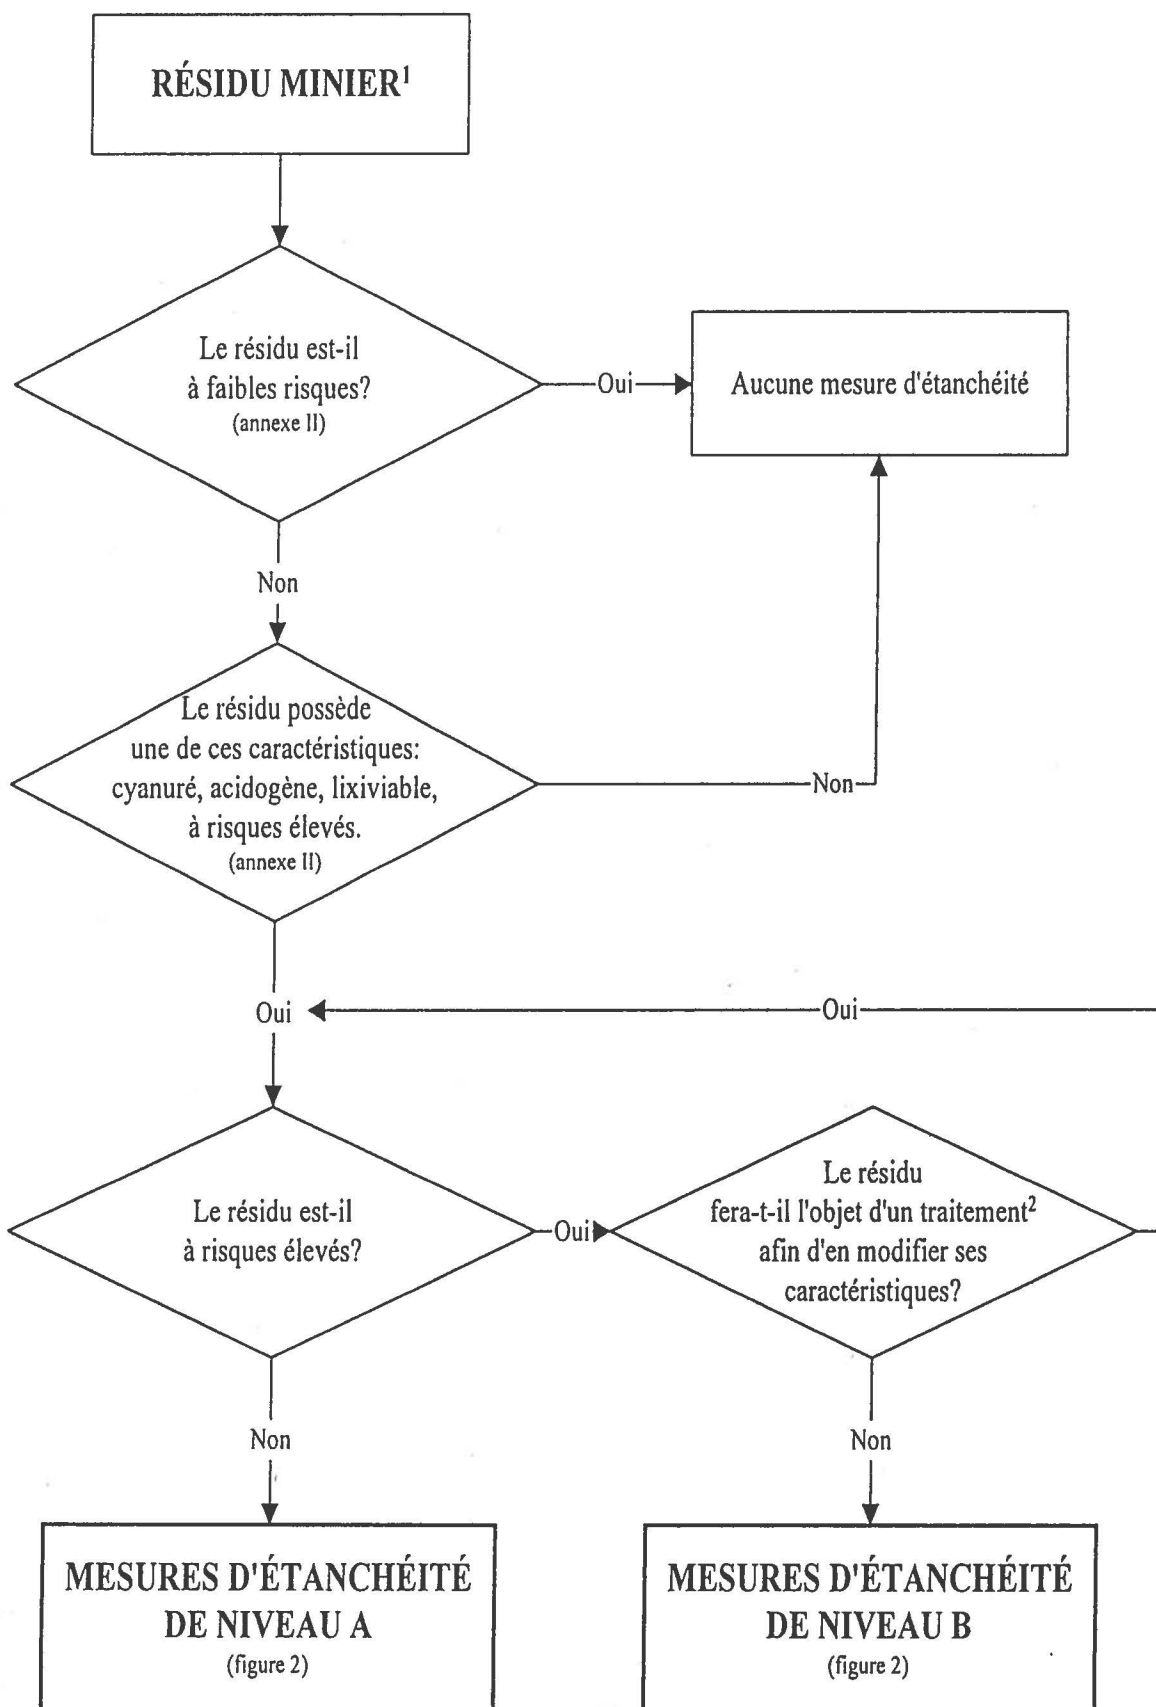 RÉSIDU MINIER¹
Le résidu est-il
à faibles risques?
(annexe II)
Oui
Aucune mesure d'étanchéité
Non
Le résidu possède
une de ces caractéristiques:
cyanuré, acidogène, lixiviable,
à risques élevés.
(annexe II)
Non
Oui
Oui
Le résidu est-il
à risques élevés?
Oui
Le résidu
fera-t-il l'objet d'un traitement²
afin d'en modifier ses
caractéristiques?
Non
Non
MESURES D'ÉTANCHÉITÉ
DE NIVEAU A
(figure 2)
MESURES D'ÉTANCHÉITÉ
DE NIVEAU B
(figure 2)